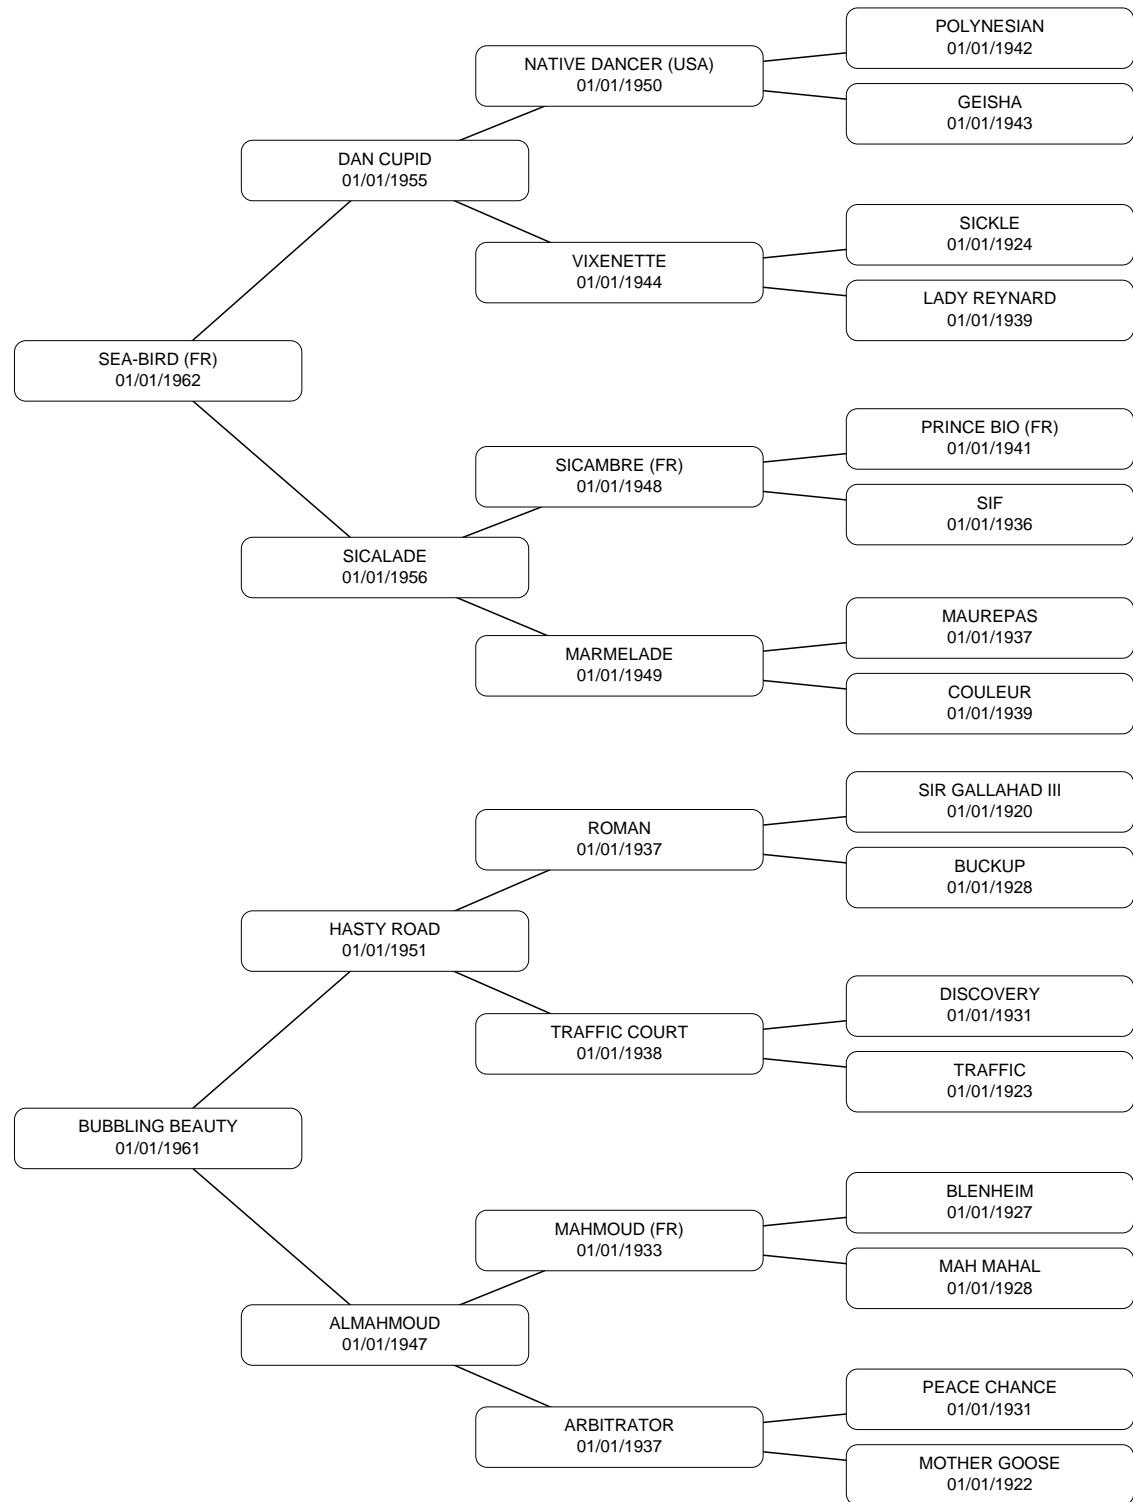 POLYNESIAN
01/01/1942
NATIVE DANCER (USA)
01/01/1950
GEISHA
01/01/1943
DAN CUPID
01/01/1955
SICKLE
01/01/1924
VIXENETTE
01/01/1944
LADY REYNARD
01/01/1939
SEA-BIRD (FR)
01/01/1962
PRINCE BIO (FR)
01/01/1941
SICAMBRE (FR)
01/01/1948
SIF
01/01/1936
SICALADE
01/01/1956
MAUREPAS
01/01/1937
MARMELADE
01/01/1949
COULEUR
01/01/1939
SIR GALLAHAD III
01/01/1920
ROMAN
01/01/1937
BUCKUP
01/01/1928
HASTY ROAD
01/01/1951
DISCOVERY
01/01/1931
TRAFFIC COURT
01/01/1938
TRAFFIC
01/01/1923
BUBBLING BEAUTY
01/01/1961
BLENHEIM
01/01/1927
MAHMOUD (FR)
01/01/1933
MAH MAHAL
01/01/1928
ALMAHMOUD
01/01/1947
PEACE CHANCE
01/01/1931
ARBITRATOR
01/01/1937
MOTHER GOOSE
01/01/1922